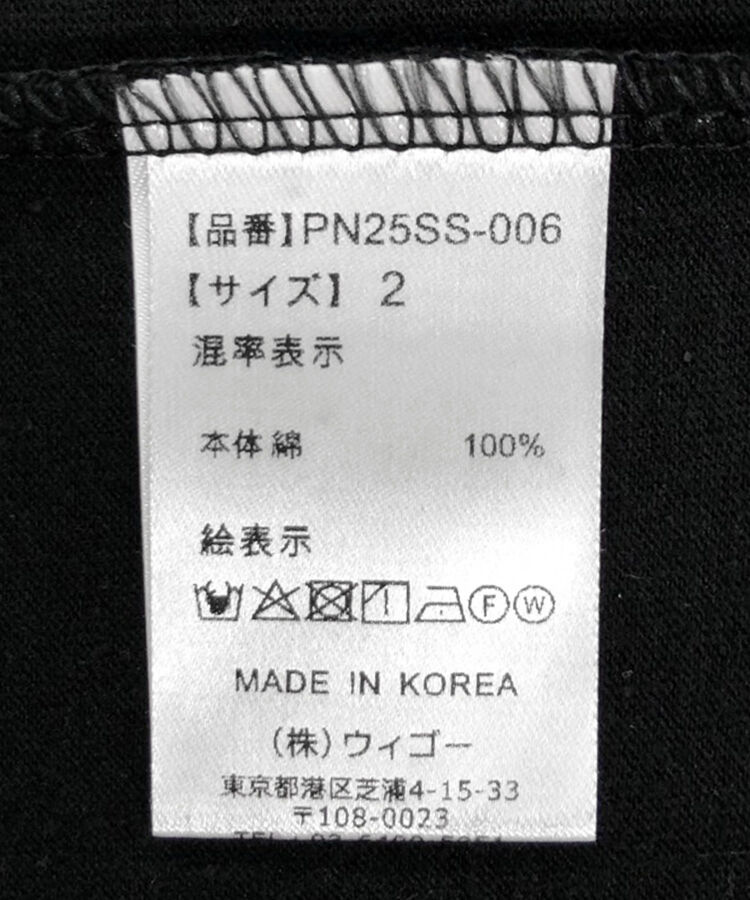 【品番】PN25SS-006
【サイズ】 2
混率表示
本体 綿 100%
絵表示
F W
MADE IN KOREA
(株)ウィゴー
東京都港区芝浦4-15-33
〒108-0023